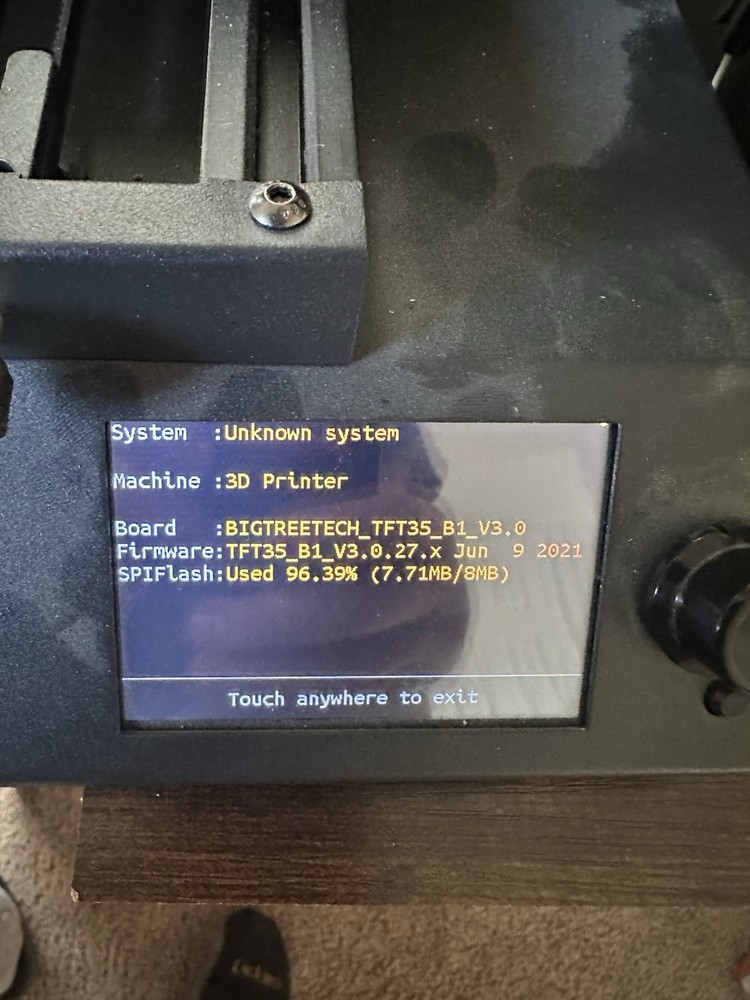 System  :Unknown system
Machine :3D Printer
Board   :BIGTREETECH_TFT35_B1_V3.0
Firmware:TFT35_B1_V3.0.27.x Jun  9 2021
SPIFlash:Used 96.39% (7.71MB/8MB)
Touch anywhere to exit